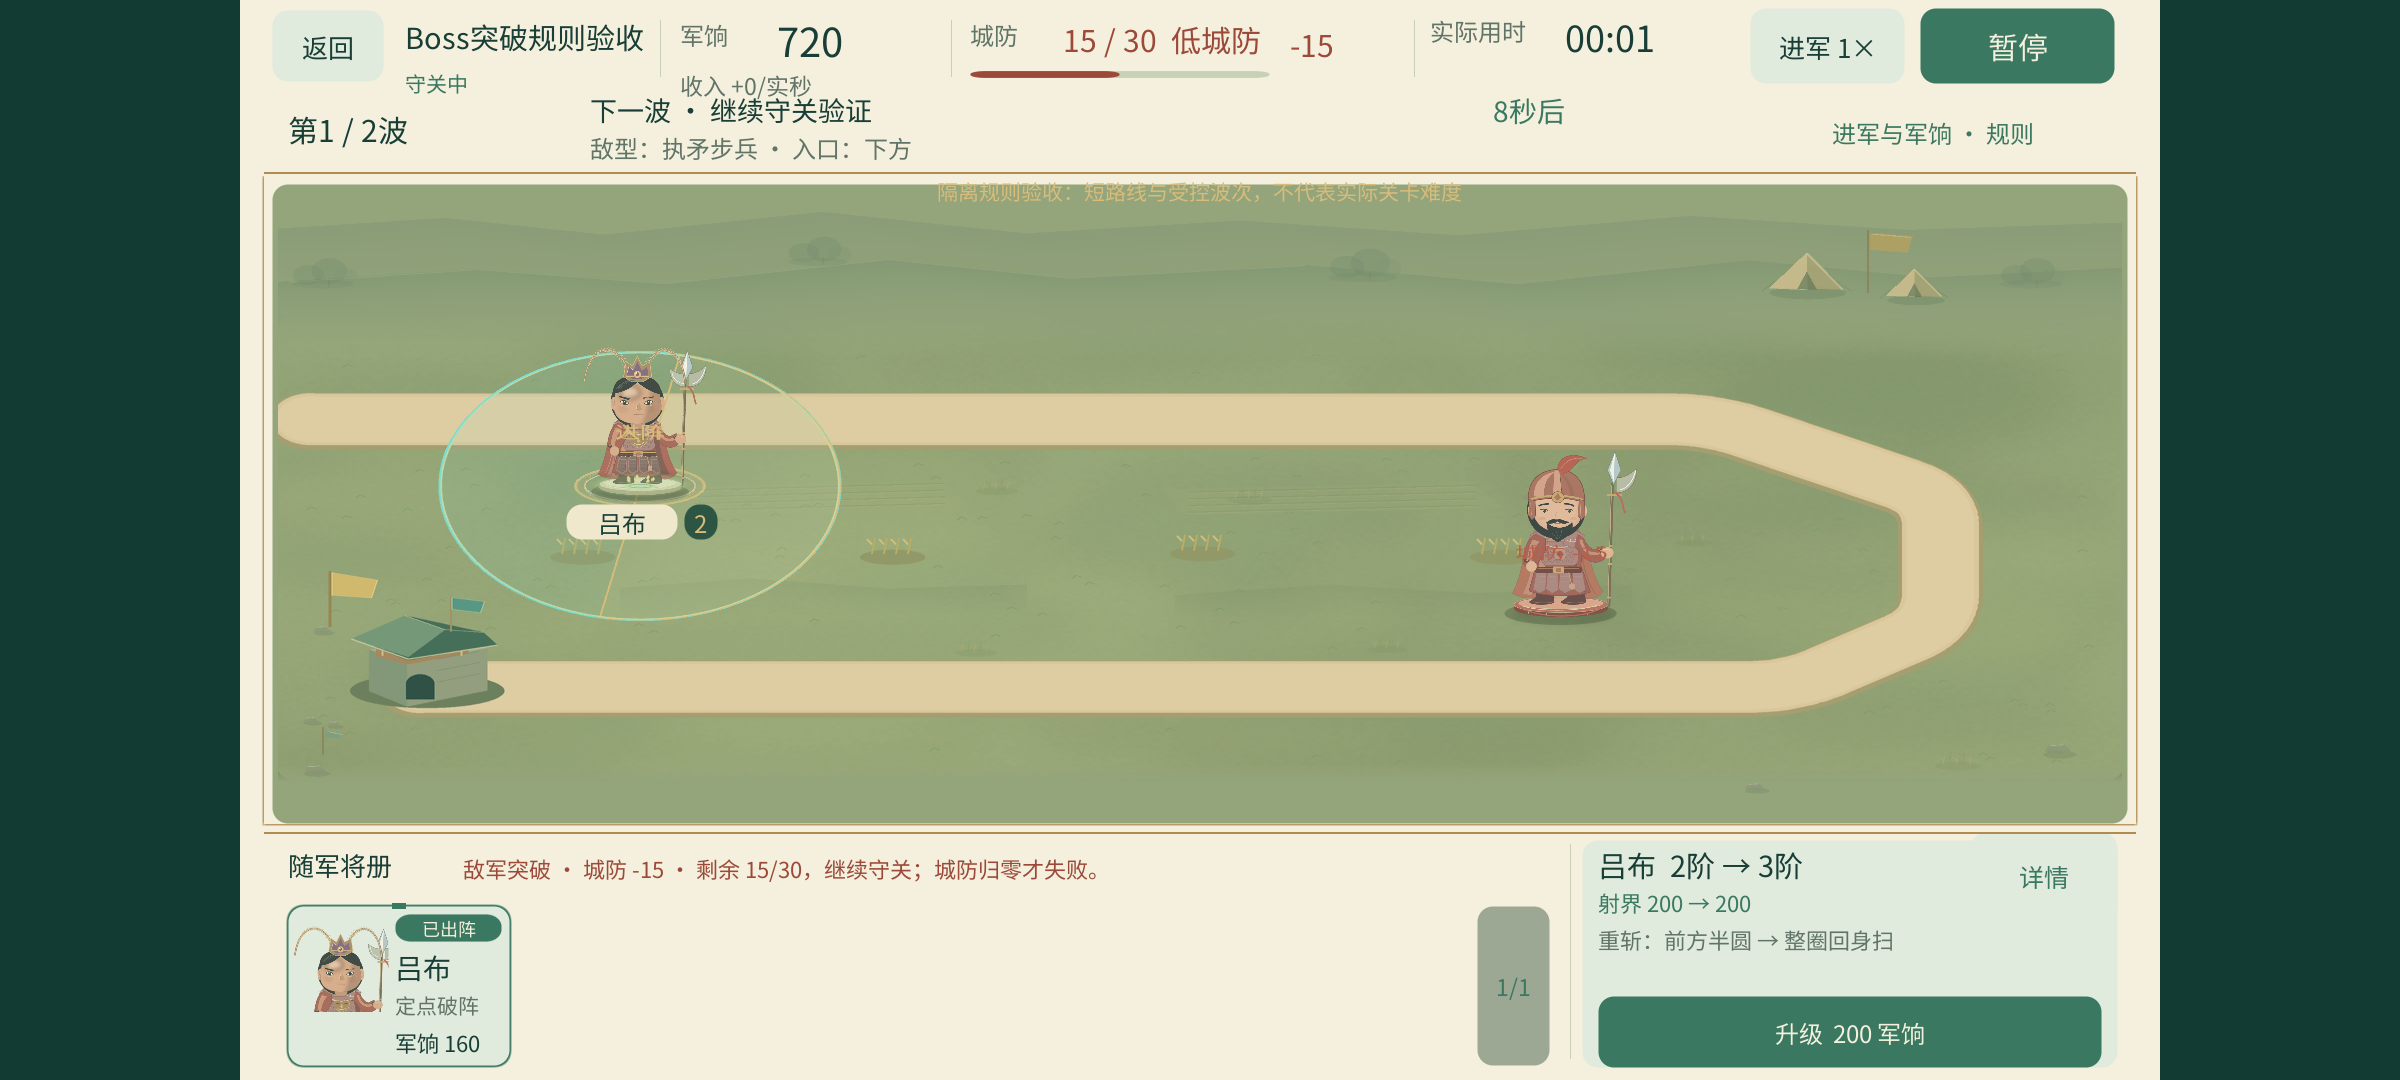 返回
Boss突破规则验收
守关中
军饷 720
收入 +0/实秒
城防 15 / 30 低城防 -15
实际用时 00:01
进军 1×
暂停
第1 / 2波
下一波 · 继续守关验证
敌型：执矛步兵 · 入口：下方
8秒后
进军与军饷 · 规则
隔离规则验收：短路线与受控波次，不代表实际关卡难度
吕布 2
随军将册
敌军突破 · 城防 -15 · 剩余 15/30，继续守关；城防归零才失败。
已出阵
吕布
定点破阵
军饷 160
1/1
吕布 2阶 → 3阶
详情
射界 200 → 200
重斩：前方半圆 → 整圈回身扫
升级 200 军饷